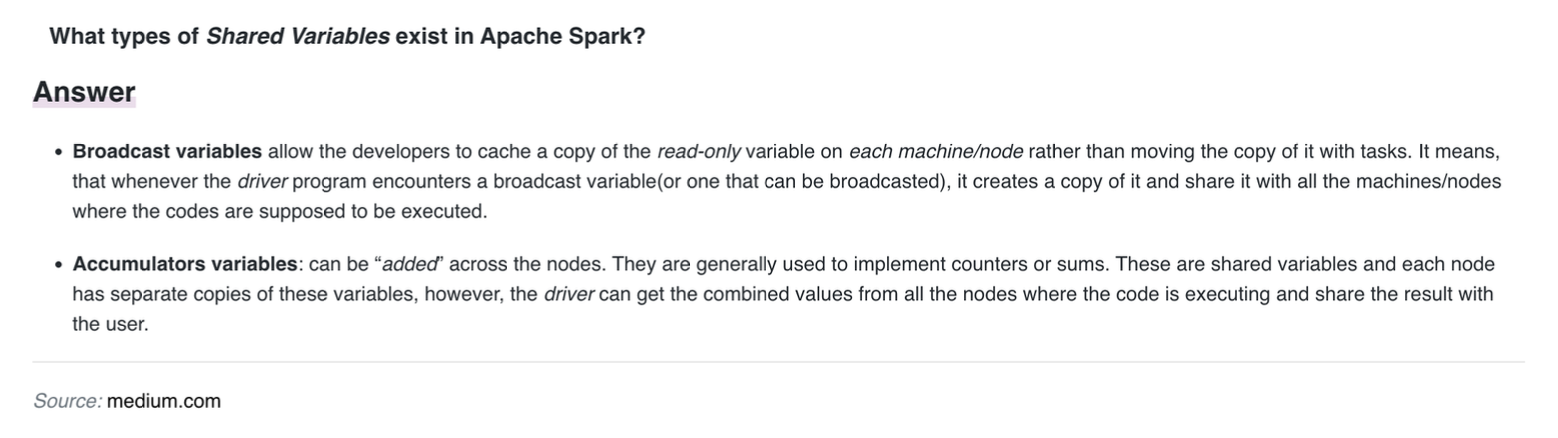 What types of Shared Variables exist in Apache Spark?
Answer
• Broadcast variables allow the developers to cache a copy of the read-only variable on each machine/node rather than moving the copy of it with tasks. It means,
that whenever the driver program encounters a broadcast variable(or one that can be broadcasted), it creates a copy of it and share it with all the machines/nodes
where the codes are supposed to be executed.
• Accumulators variables: can be “added” across the nodes. They are generally used to implement counters or sums. These are shared variables and each node
has separate copies of these variables, however, the driver can get the combined values from all the nodes where the code is executing and share the result with
the user.
Source: medium.com